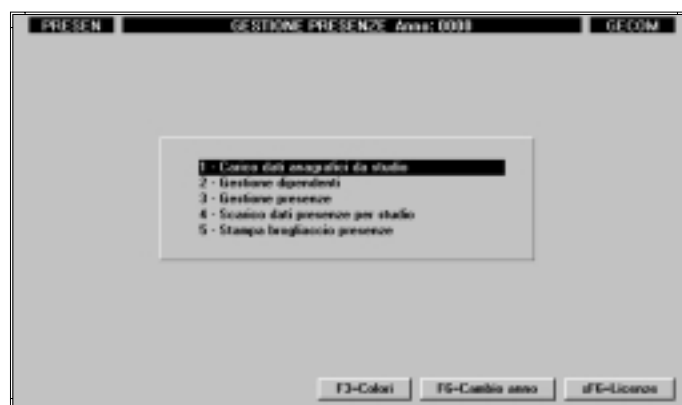 PRESEN GESTIONE PRESENZE Anno: 0000 GECOM
1 - Carico dati anagrafici da studio
2 - Gestione dipendenti
3 - Gestione presenze
4 - Scarico dati presenze per studio
5 - Stampa brogliaccio presenze
F3=Colori F6=Cambio anno sF6=Licenze